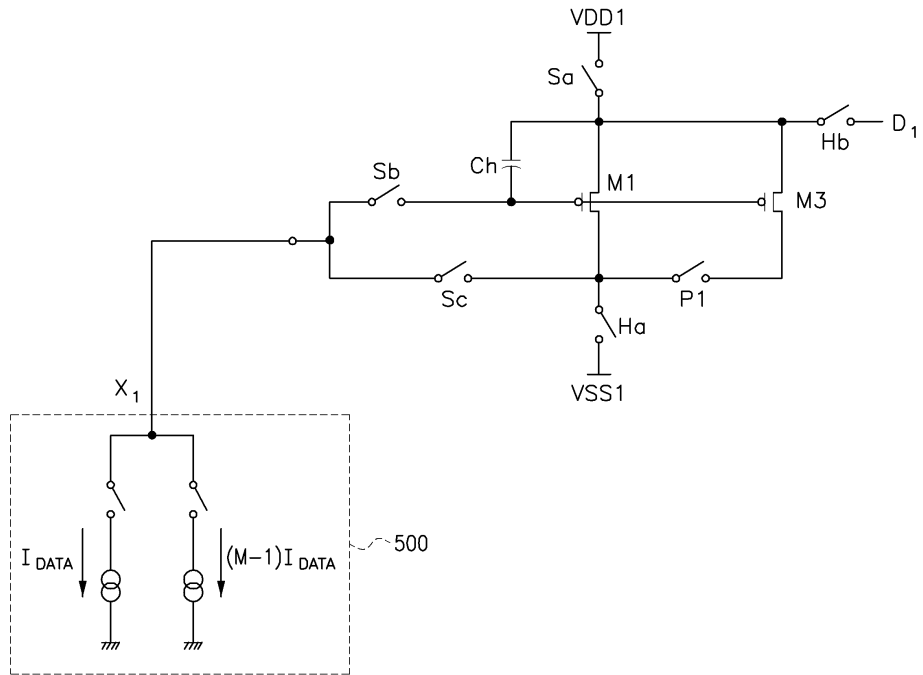 VDD1
Sa
Hb
D1
Ch
Sb
M1
M3
Sc
P1
Ha
VSS1
X1
IDATA
(M-1)IDATA
500